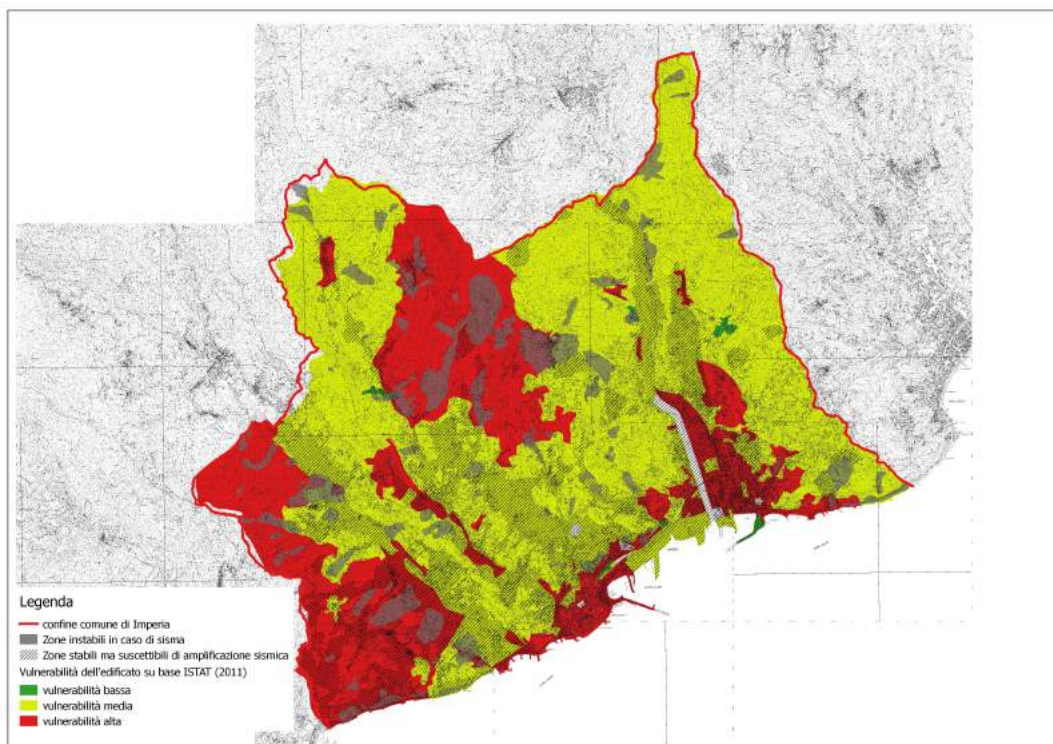 Legenda
confine comune di Imperia
Zone instabili in caso di sisma
Zone stabili ma suscettibili di amplificazione sismica
Vulnerabilità dell'edificato su base ISTAT (2011)
vulnerabilità bassa
vulnerabilità media
vulnerabilità alta